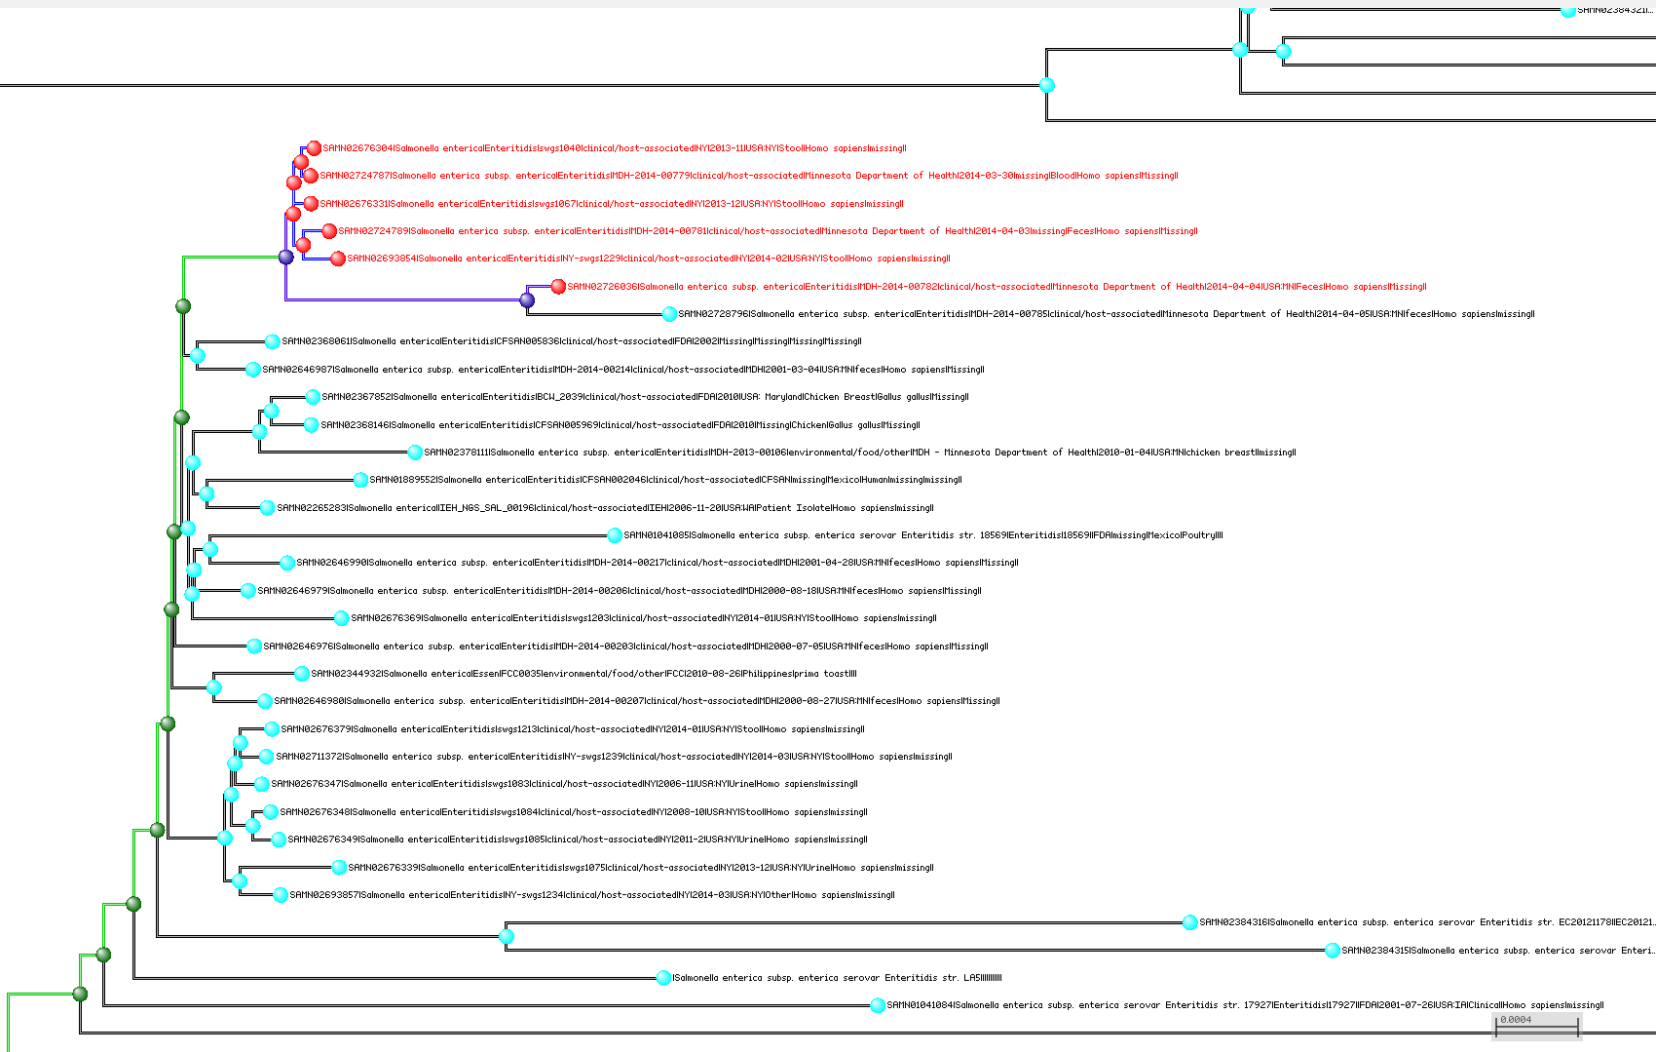 SAMN02384321|...
SAMN02676304|Salmonella enterica|Enteritidis|swgs1040|clinical/host-associated|NY|2013-11|USA:NY|Stool|Homo sapiens|missing||
SAMN02724787|Salmonella enterica subsp. enterica|Enteritidis|MDH-2014-00779|clinical/host-associated|Minnesota Department of Health|2014-03-30|missing|Blood|Homo sapiens|Missing||
SAMN02676331|Salmonella enterica|Enteritidis|swgs1067|clinical/host-associated|NY|2013-12|USA:NY|Stool|Homo sapiens|missing||
SAMN02724789|Salmonella enterica subsp. enterica|Enteritidis|MDH-2014-00781|clinical/host-associated|Minnesota Department of Health|2014-04-03|missing|Feces|Homo sapiens|Missing||
SAMN02693854|Salmonella enterica|Enteritidis|NY-swgs1229|clinical/host-associated|NY|2014-02|USA:NY|Stool|Homo sapiens|missing||
SAMN02726036|Salmonella enterica subsp. enterica|Enteritidis|MDH-2014-00782|clinical/host-associated|Minnesota Department of Health|2014-04-04|USA:MN|Feces|Homo sapiens|Missing||
SAMN02728796|Salmonella enterica subsp. enterica|Enteritidis|MDH-2014-00785|clinical/host-associated|Minnesota Department of Health|2014-04-05|USA:MN|feces|Homo sapiens|missing||
SAMN02368061|Salmonella enterica|Enteritidis|CFSAN005836|clinical/host-associated|FDA|2002|Missing|Missing|Missing|Missing||
SAMN02646987|Salmonella enterica subsp. enterica|Enteritidis|MDH-2014-00214|clinical/host-associated|MDH|2001-03-04|USA:MN|feces|Homo sapiens|Missing||
SAMN02367852|Salmonella enterica|Enteritidis|BCW_2039|clinical/host-associated|FDA|2010|USA: Maryland|Chicken Breast|Gallus gallus|Missing||
SAMN02368146|Salmonella enterica|Enteritidis|CFSAN005969|clinical/host-associated|FDA|2010|Missing|Chicken|Gallus gallus|Missing||
SAMN02378111|Salmonella enterica subsp. enterica|Enteritidis|MDH-2013-00106|environmental/food/other|MDH - Minnesota Department of Health|2010-01-04|USA:MN|chicken breast||missing||
SAMN01889552|Salmonella enterica|Enteritidis|CFSAN002046|clinical/host-associated|CFSAN|missing|Mexico|Human|missing|missing||
SAMN02265283|Salmonella enterica||IEH_NGS_SAL_00196|clinical/host-associated|IEH|2006-11-20|USA:WA|Patient Isolate|Homo sapiens|missing||
SAMN01041085|Salmonella enterica subsp. enterica serovar Enteritidis str. 18569|Enteritidis|18569||FDA|missing|Mexico|Poultry||||
SAMN02646990|Salmonella enterica subsp. enterica|Enteritidis|MDH-2014-00217|clinical/host-associated|MDH|2001-04-28|USA:MN|feces|Homo sapiens|Missing||
SAMN02646979|Salmonella enterica subsp. enterica|Enteritidis|MDH-2014-00206|clinical/host-associated|MDH|2000-08-18|USA:MN|feces|Homo sapiens|Missing||
SAMN02676369|Salmonella enterica|Enteritidis|swgs1203|clinical/host-associated|NY|2014-01|USA:NY|Stool|Homo sapiens|missing||
SAMN02646976|Salmonella enterica subsp. enterica|Enteritidis|MDH-2014-00203|clinical/host-associated|MDH|2000-07-05|USA:MN|feces|Homo sapiens|Missing||
SAMN02344932|Salmonella enterica|Essen|FCC0035|environmental/food/other|FCC|2010-08-26|Philippines|prima toast||||
SAMN02646980|Salmonella enterica subsp. enterica|Enteritidis|MDH-2014-00207|clinical/host-associated|MDH|2000-08-27|USA:MN|feces|Homo sapiens|Missing||
SAMN02676379|Salmonella enterica|Enteritidis|swgs1213|clinical/host-associated|NY|2014-01|USA:NY|Stool|Homo sapiens|missing||
SAMN02711372|Salmonella enterica subsp. enterica|Enteritidis|NY-swgs1239|clinical/host-associated|NY|2014-03|USA:NY|Stool|Homo sapiens|missing||
SAMN02676347|Salmonella enterica|Enteritidis|swgs1083|clinical/host-associated|NY|2006-11|USA:NY|Urine|Homo sapiens|missing||
SAMN02676348|Salmonella enterica|Enteritidis|swgs1084|clinical/host-associated|NY|2008-10|USA:NY|Stool|Homo sapiens|missing||
SAMN02676349|Salmonella enterica|Enteritidis|swgs1085|clinical/host-associated|NY|2011-2|USA:NY|Urine|Homo sapiens|missing||
SAMN02676339|Salmonella enterica|Enteritidis|swgs1075|clinical/host-associated|NY|2013-12|USA:NY|Urine|Homo sapiens|missing||
SAMN02693857|Salmonella enterica|Enteritidis|NY-swgs1234|clinical/host-associated|NY|2014-03|USA:NY|Other|Homo sapiens|missing||
SAMN02384316|Salmonella enterica subsp. enterica serovar Enteritidis str. EC20121178||EC20121...
SAMN02384315|Salmonella enterica subsp. enterica serovar Enteri...
|Salmonella enterica subsp. enterica serovar Enteritidis str. LA5||||||||||
SAMN01041084|Salmonella enterica subsp. enterica serovar Enteritidis str. 17927|Enteritidis|17927||FDA|2001-07-26|USA:IA|Clinical|Homo sapiens|missing||
0.0004